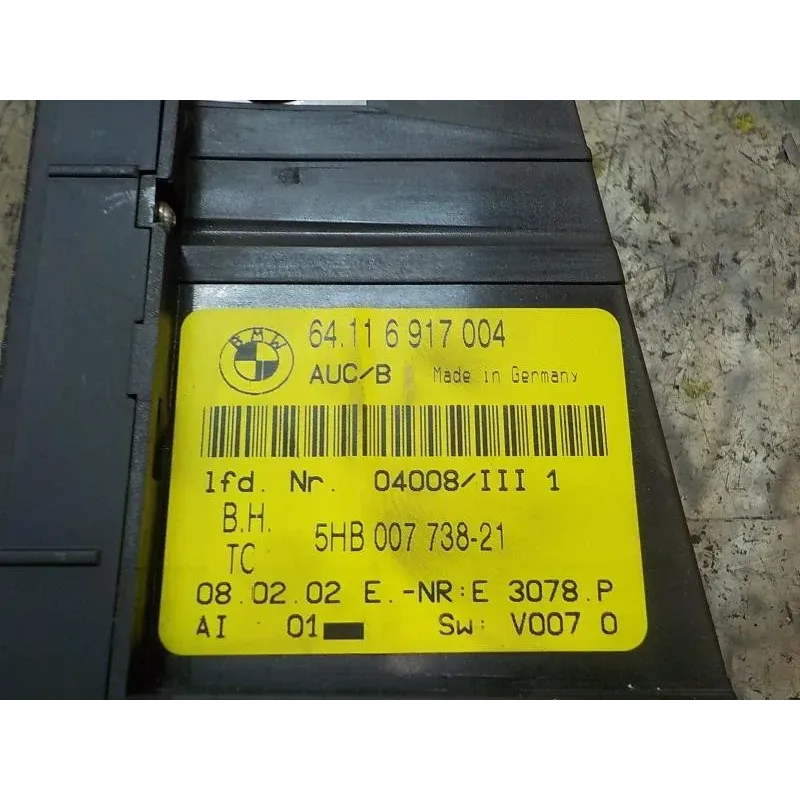 BMW
64.11 6 917 004
AUC/B Made in Germany
lfd. Nr. 04008/III 1
B.H.
TC
5HB 007 738-21
08.02.02 E.-NR:E 3078.P
AI 01 Sw: V007 0